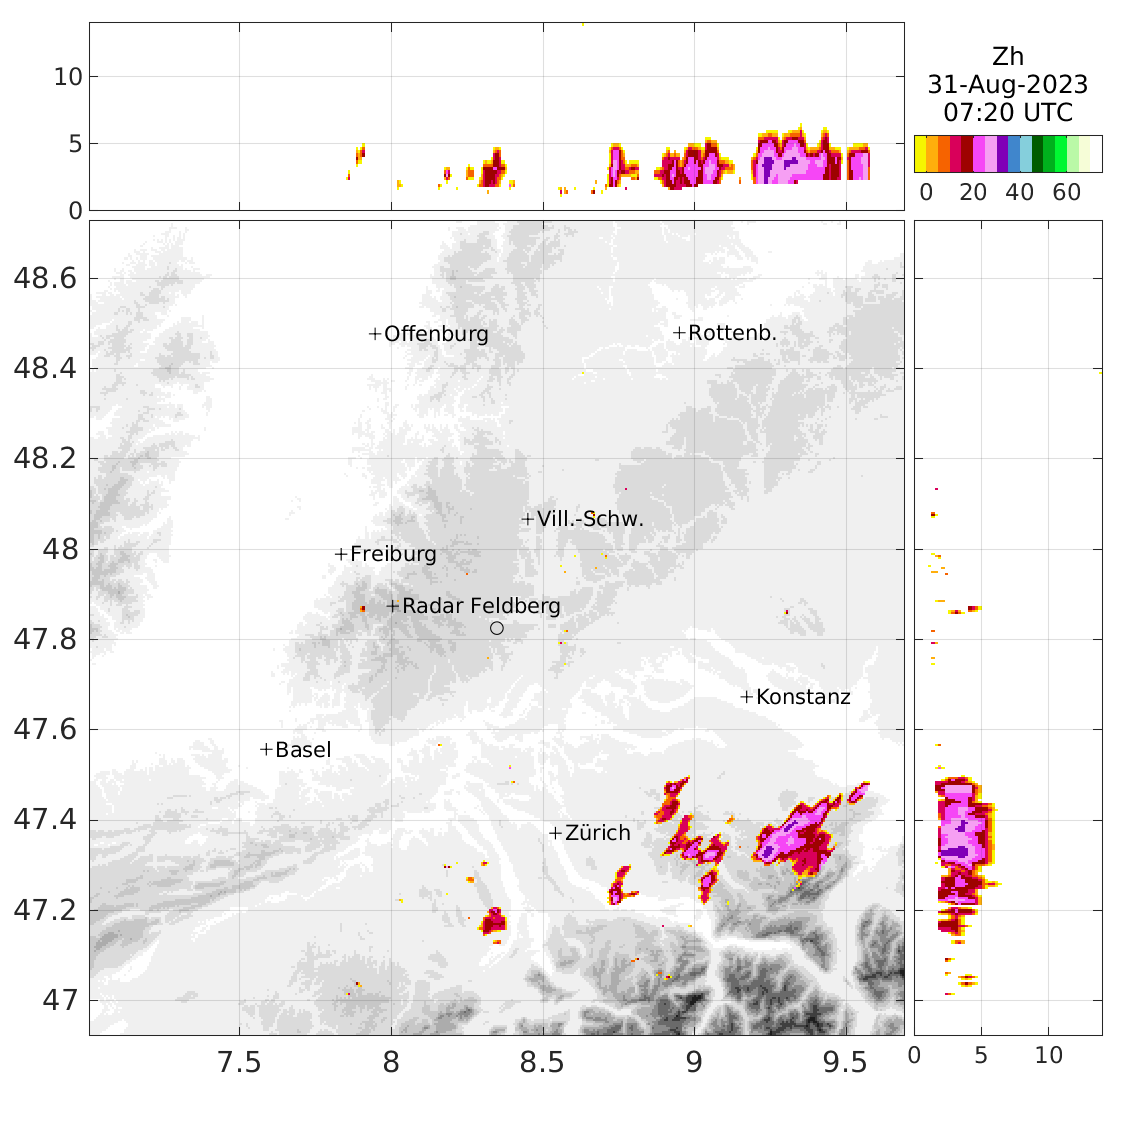 Zh
31-Aug-2023
07:20 UTC
10
5
0
0 20 40 60
48.6
48.4
48.2
48
47.8
47.6
47.4
47.2
47
+Offenburg
+Rottenb.
+Vill.-Schw.
+Freiburg
+Radar Feldberg
+Konstanz
+Basel
+Zürich
7.5 8 8.5 9 9.5
0 5 10